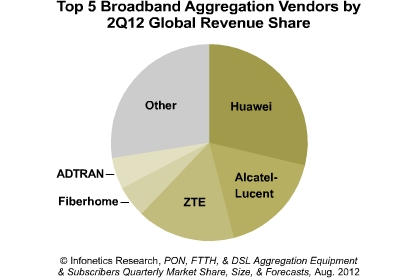 Top 5 Broadband Aggregation Vendors by
2Q12 Global Revenue Share
Other
Huawei
ADTRAN
Alcatel-
Lucent
Fiberhome
ZTE
© Infonetics Research, PON, FTTH, & DSL Aggregation Equipment
& Subscribers Quarterly Market Share, Size, & Forecasts, Aug. 2012